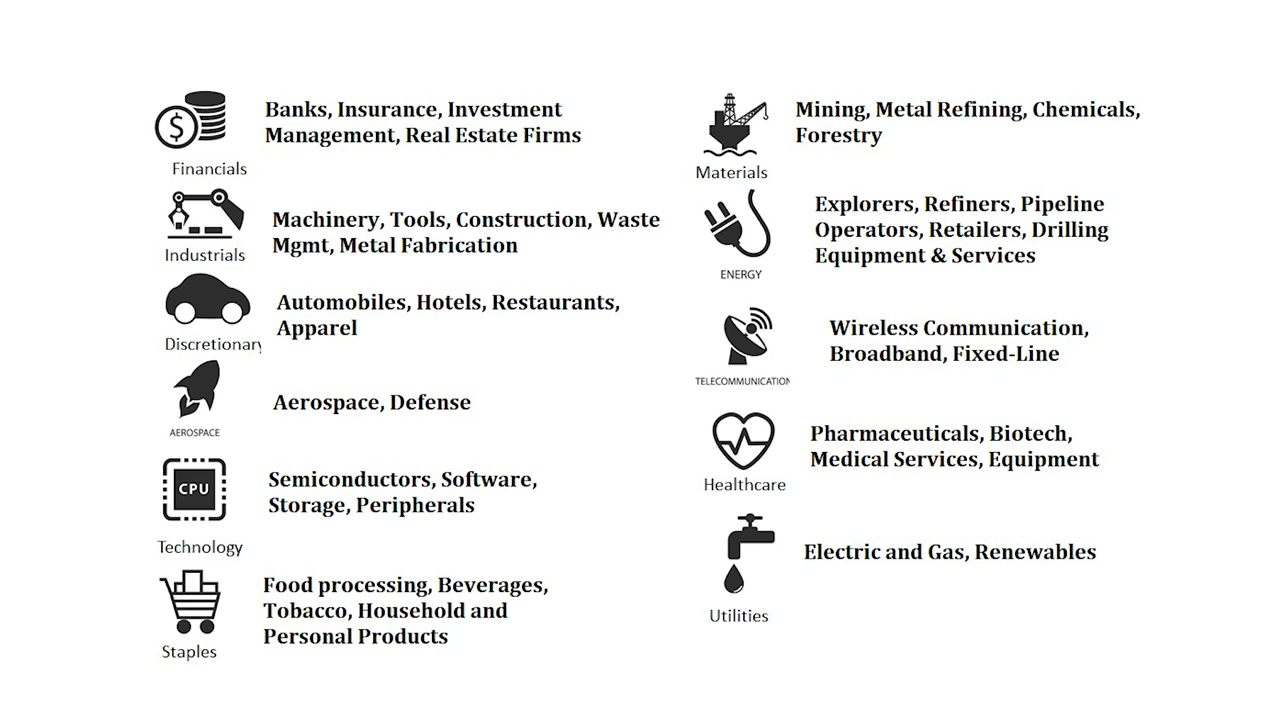 Banks, Insurance, Investment
Management, Real Estate Firms
Financials
Machinery, Tools, Construction, Waste
Mgmt, Metal Fabrication
Industrials
Automobiles, Hotels, Restaurants,
Apparel
Discretionary
Aerospace, Defense
AEROSPACE
CPU
Semiconductors, Software,
Storage, Peripherals
Technology
Food processing, Beverages,
Tobacco, Household and
Personal Products
Staples
Mining, Metal Refining, Chemicals,
Forestry
Materials
Explorers, Refiners, Pipeline
Operators, Retailers, Drilling
Equipment & Services
ENERGY
Wireless Communication,
Broadband, Fixed-Line
TELECOMMUNICATION
Pharmaceuticals, Biotech,
Medical Services, Equipment
Healthcare
Electric and Gas, Renewables
Utilities